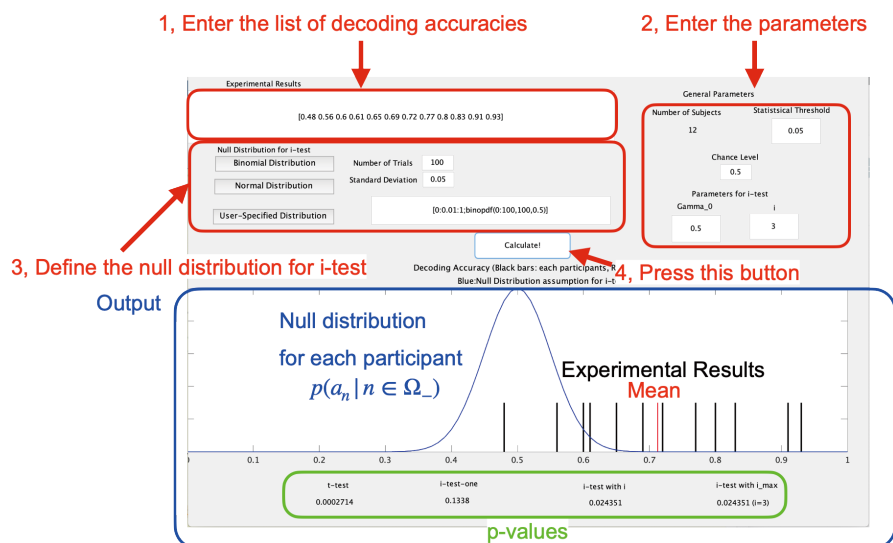 1, Enter the list of decoding accuracies
2, Enter the parameters
Experimental Results
[0.48 0.56 0.6 0.61 0.65 0.69 0.72 0.77 0.8 0.83 0.91 0.93]
General Parameters
Number of Subjects
Statistsical Threshold
12
0.05
Chance Level
0.5
Parameters for i-test
Gamma_0
i
0.5
3
Null Distribution for i-test
Binomial Distribution
Number of Trials
100
Normal Distribution
Standard Deviation
0.05
User-Specified Distribution
[0:0.01:1;binopdf(0:100,100,0.5)]
Calculate!
3, Define the null distribution for i-test
4, Press this button
Decoding Accuracy (Black bars: each participants, R
Blue:Null Distribution assumption for i-t
Output
Null distribution
for each participant
p(a_n | n ∈ Ω_−)
Experimental Results
Mean
0.1 0.2 0.3 0.4 0.5 0.6 0.7 0.8 0.9 1
t-test
i-test-one
i-test with i
i-test with i_max
0.0002714
0.1338
0.024351
0.024351 (i=3)
p-values